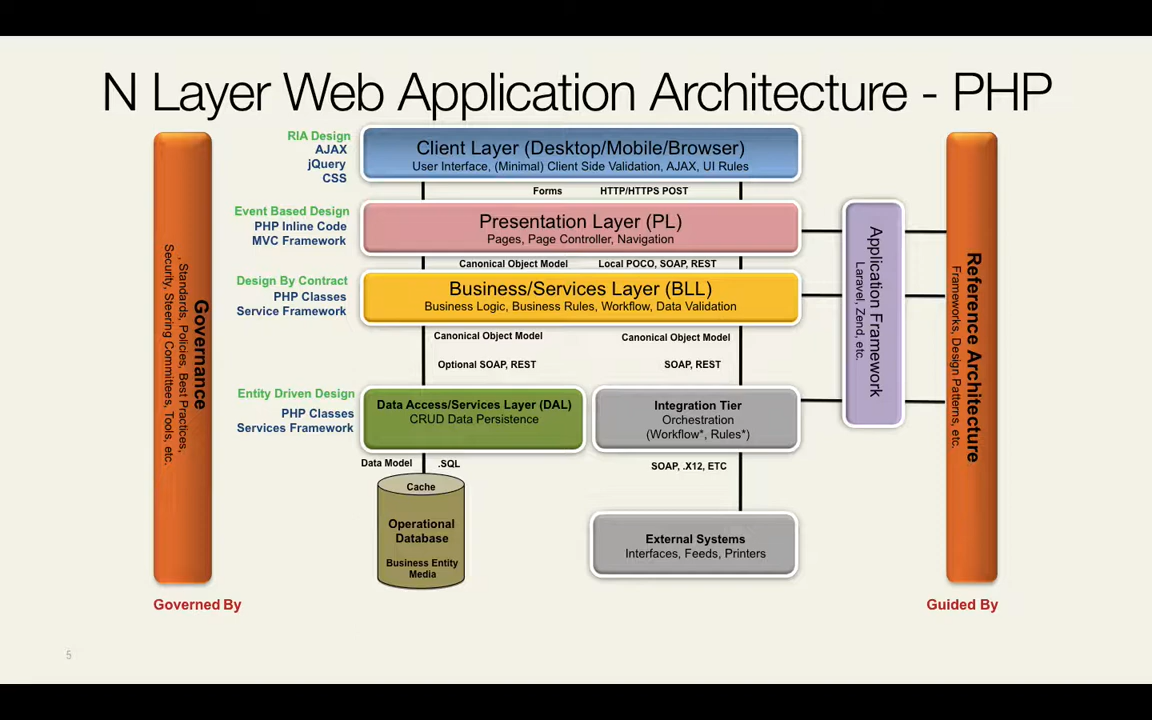 N Layer Web Application Architecture - PHP
RIA Design
AJAX
jQuery
CSS
Client Layer (Desktop/Mobile/Browser)
User Interface, (Minimal) Client Side Validation, AJAX, UI Rules
Forms
HTTP/HTTPS POST
Event Based Design
PHP Inline Code
MVC Framework
Presentation Layer (PL)
Pages, Page Controller, Navigation
Canonical Object Model
Local POCO, SOAP, REST
Design By Contract
PHP Classes
Service Framework
Business/Services Layer (BLL)
Business Logic, Business Rules, Workflow, Data Validation
Canonical Object Model
Canonical Object Model
Optional SOAP, REST
SOAP, REST
Entity Driven Design
PHP Classes
Services Framework
Data Access/Services Layer (DAL)
CRUD Data Persistence
Integration Tier
Orchestration
(Workflow*, Rules*)
Data Model
.SQL
SOAP, .X12, ETC
Cache
Operational
Database
Business Entity
Media
External Systems
Interfaces, Feeds, Printers
Governance
, Standards, Policies, Best Practices,
Security, Steering Committees, Tools, etc.
Governed By
Application Framework
Laravel, Zend, etc.
Reference Architecture
Frameworks, Design Patterns, etc.
Guided By
5